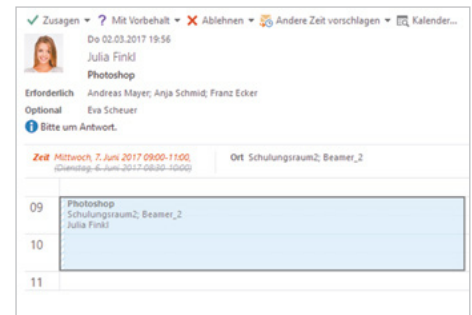 Zusagen ? Mit Vorbehalt Ablehnen Andere Zeit vorschlagen Kalender...
Do 02.03.2017 19:56
Julia Finkl
Photoshop
Erforderlich Andreas Mayer; Anja Schmid; Franz Ecker
Optional Eva Scheuer
Bitte um Antwort.
Zeit Mittwoch, 7. Juni 2017 09:00-11:00, Ort Schulungsraum2; Beamer_2
(Dienstag, 6. Juni 2017 08:30-10:00)
09 Photoshop
Schulungsraum2; Beamer_2
Julia Finkl
10
11